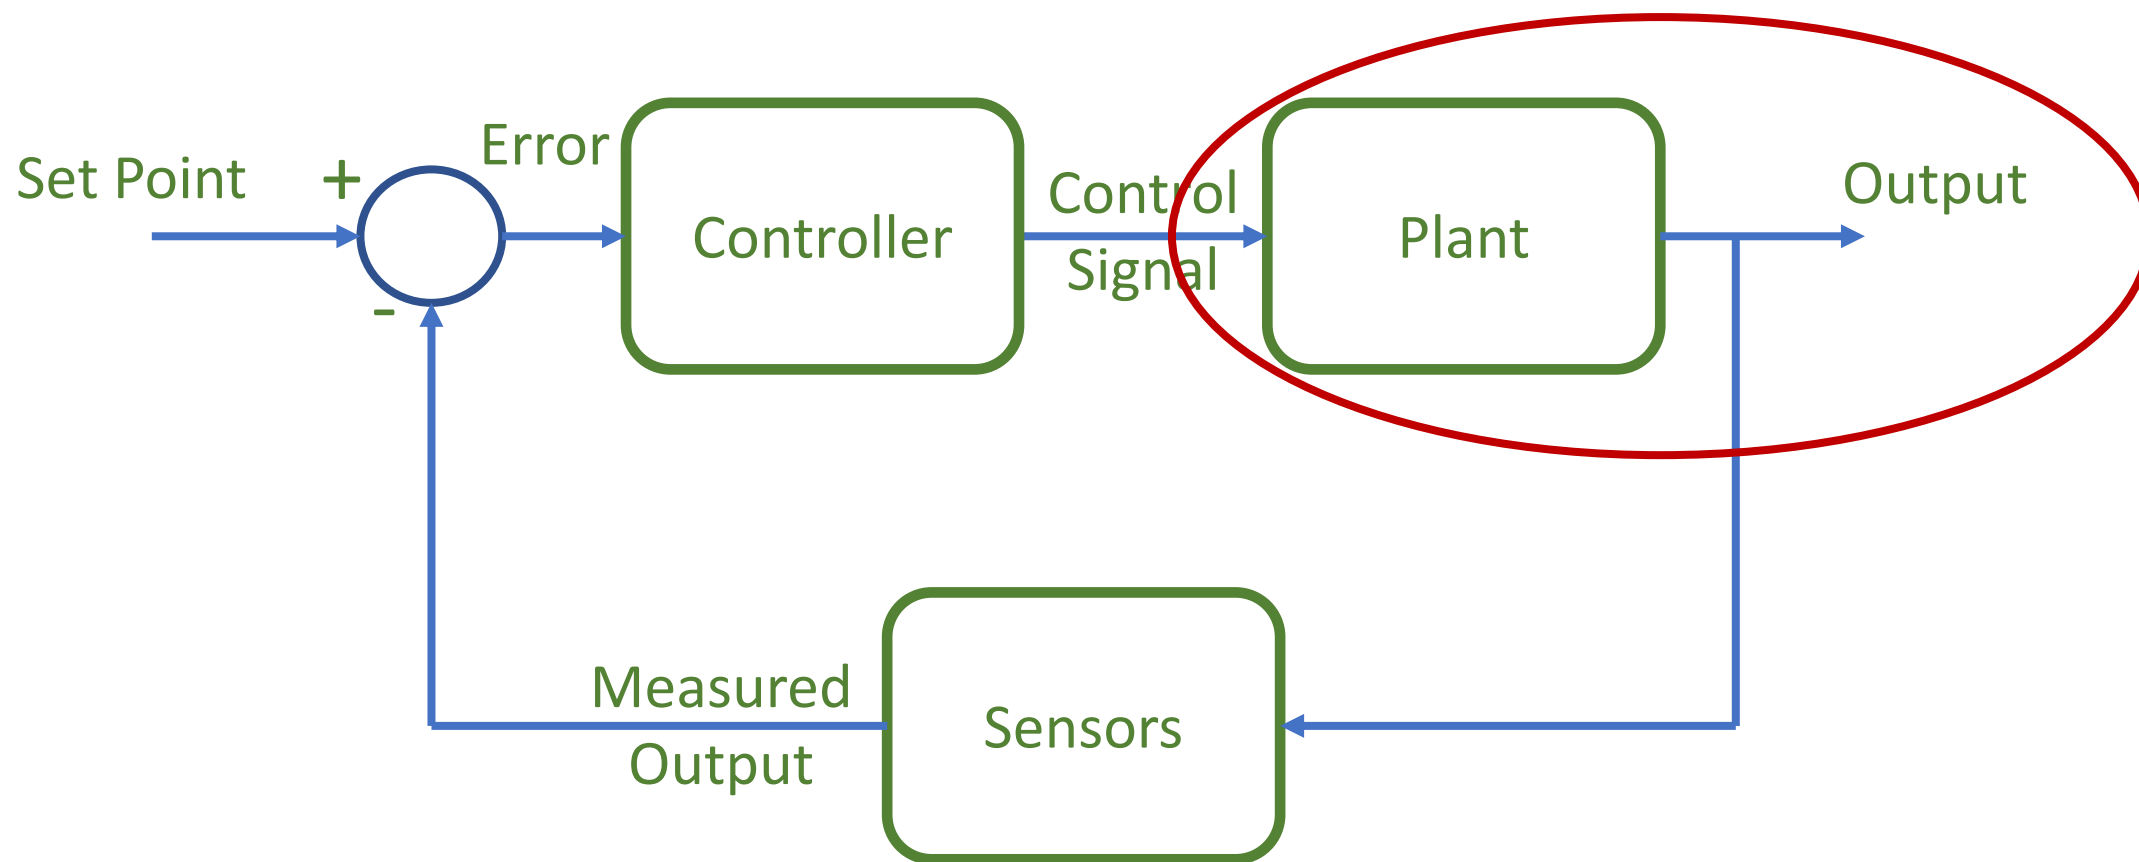 Set Point
+
-
Error
Controller
Control
Signal
Plant
Output
Measured
Output
Sensors